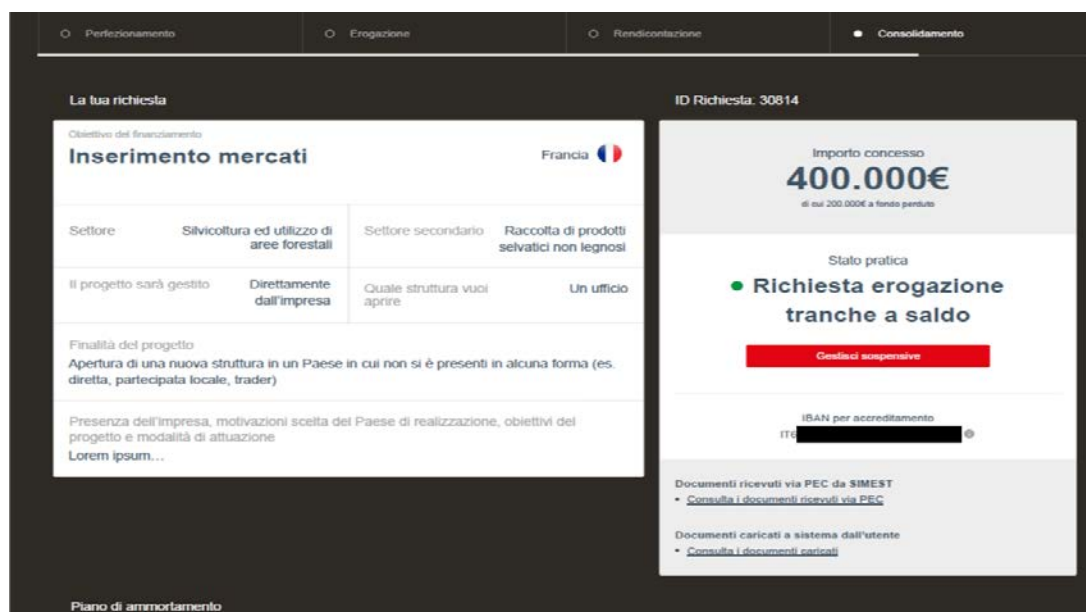 Perfezionamento
Erogazione
Rendicontazione
Consolidamento
La tua richiesta
Obiettivo del finanziamento
Inserimento mercati
Francia
Settore
Silvicoltura ed utilizzo di
aree forestali
Settore secondario
Raccolta di prodotti
selvatici non legnosi
Il progetto sarà gestito
Direttamente
dall'impresa
Quale struttura vuoi
aprire
Un ufficio
Finalità del progetto
Apertura di una nuova struttura in un Paese in cui non si è presenti in alcuna forma (es.
diretta, partecipata locale, trader)
Presenza dell'impresa, motivazioni scelta del Paese di realizzazione, obiettivi del
progetto e modalità di attuazione
Lorem ipsum…
ID Richiesta: 30814
Importo concesso
400.000€
di cui 200.000€ a fondo perduto
Stato pratica
Richiesta erogazione
tranche a saldo
Gestisci sospensive
IBAN per accreditamento
IT6
Documenti ricevuti via PEC da SIMEST
• Consulta i documenti ricevuti via PEC
Documenti caricati a sistema dall'utente
• Consulta i documenti caricati
Piano di ammortamento